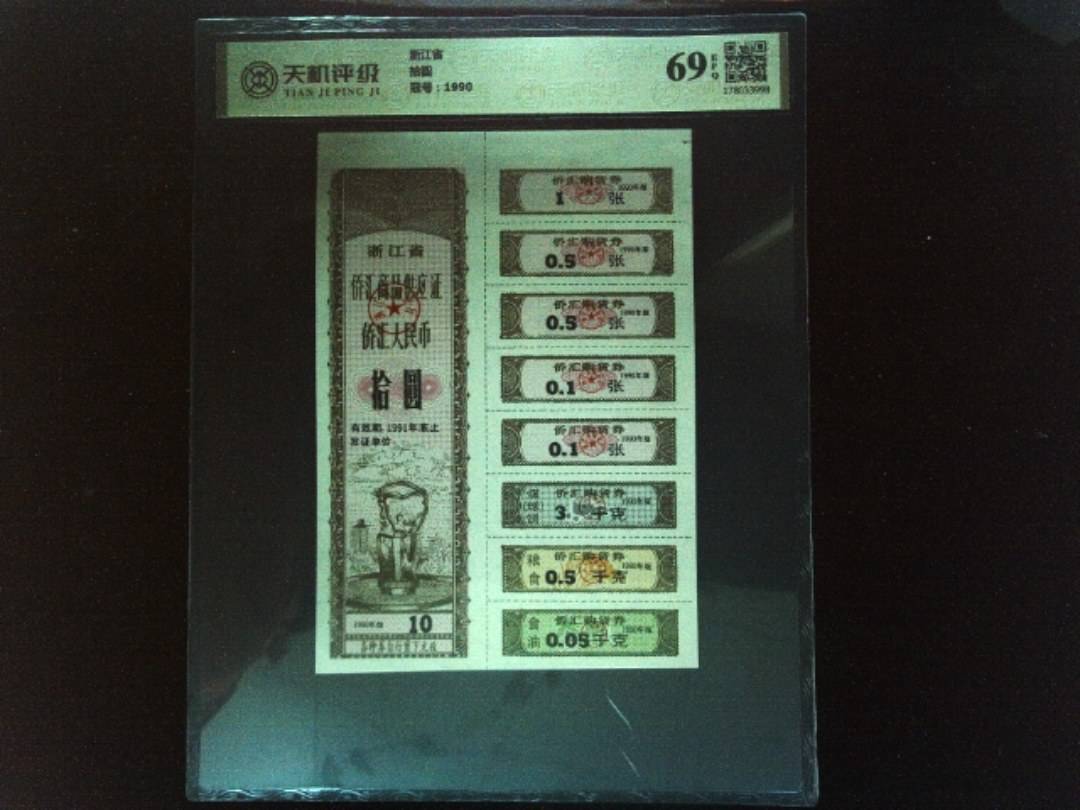 天机评级
TIAN JI PING JI
浙江省
拾圆
冠号：1990
69
EPQ
浙江省
侨汇商品供应证
侨汇人民币
拾圆
有效期 1991年底止
发证单位
1990年版 10
侨汇购货券
1990年版
1 张
侨汇购货券
1990年版
0.5 张
侨汇购货券
1990年版
0.5 张
侨汇购货券
1990年版
0.1 张
侨汇购货券
1990年版
0.1 张
侨汇购货券
1990年版
3 千克
粮食
侨汇购货券
1990年版
0.5 千克
食油
侨汇购货券
1990年版
0.05 千克